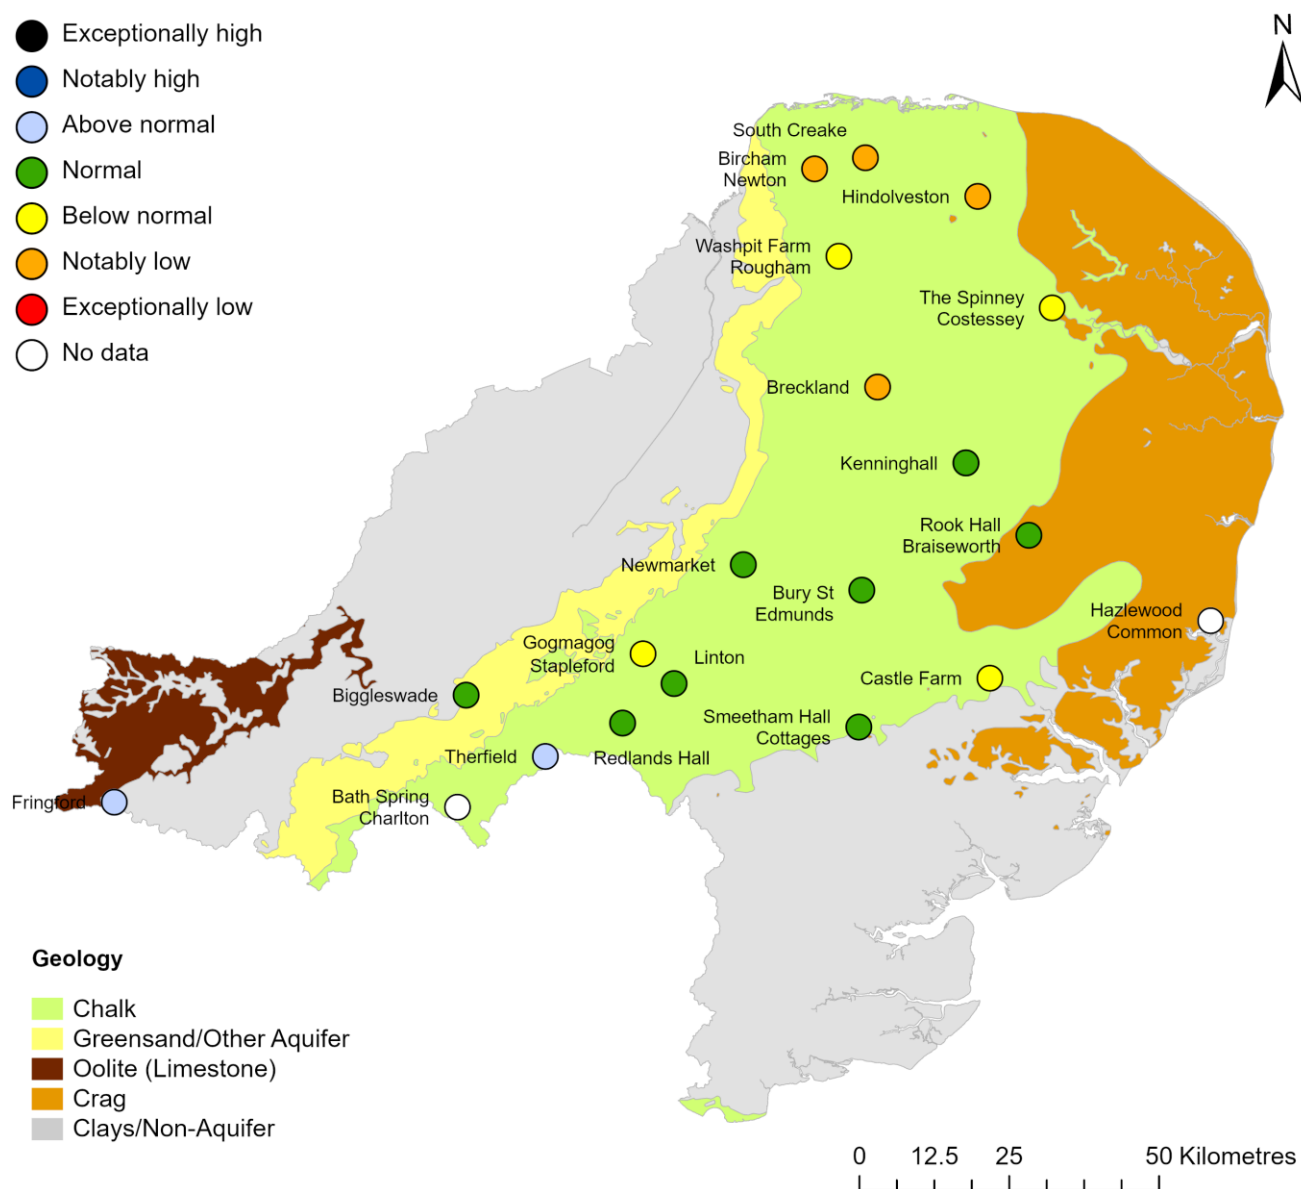 Exceptionally high
Notably high
Above normal
Normal
Below normal
Notably low
Exceptionally low
No data
N
South Creake
Bircham
Newton
Hindolveston
Washpit Farm
Rougham
The Spinney
Costessey
Breckland
Kenninghall
Rook Hall
Braiseworth
Newmarket
Bury St
Edmunds
Hazlewood
Common
Gogmagog
Stapleford
Linton
Castle Farm
Biggleswade
Smeetham Hall
Cottages
Therfield
Redlands Hall
Fringford
Bath Spring
Charlton
Geology
Chalk
Greensand/Other Aquifer
Oolite (Limestone)
Crag
Clays/Non-Aquifer
0 12.5 25 50 Kilometres